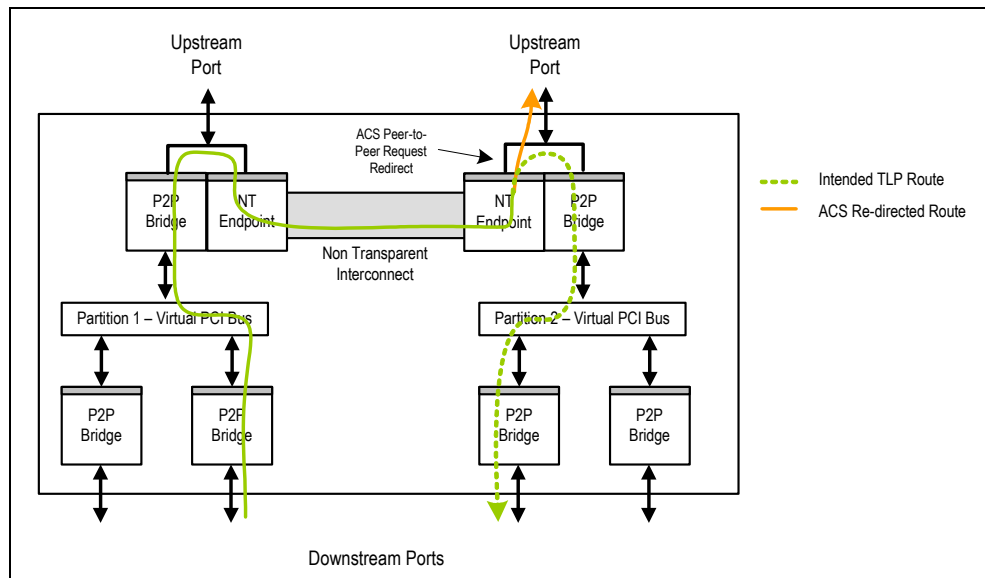 Upstream
Port
Upstream
Port
ACS Peer-to-
Peer Request
Redirect
P2P
Bridge
NT
Endpoint
NT
Endpoint
P2P
Bridge
Intended TLP Route
ACS Re-directed Route
Non Transparent
Interconnect
Partition 1 – Virtual PCI Bus
Partition 2 – Virtual PCI Bus
P2P
Bridge
P2P
Bridge
P2P
Bridge
P2P
Bridge
Downstream Ports